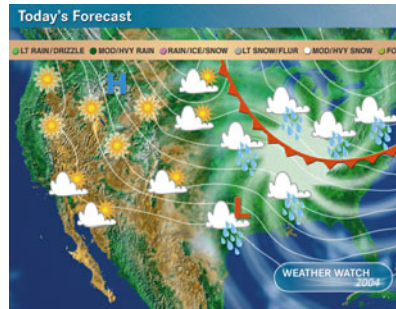 Today's Forecast
LT RAIN/DRIZZLE MOD/HVY RAIN RAIN/ICE/SNOW LT SNOW/FLUR MOD/HVY SNOW FO
H
L
WEATHER WATCH
2004